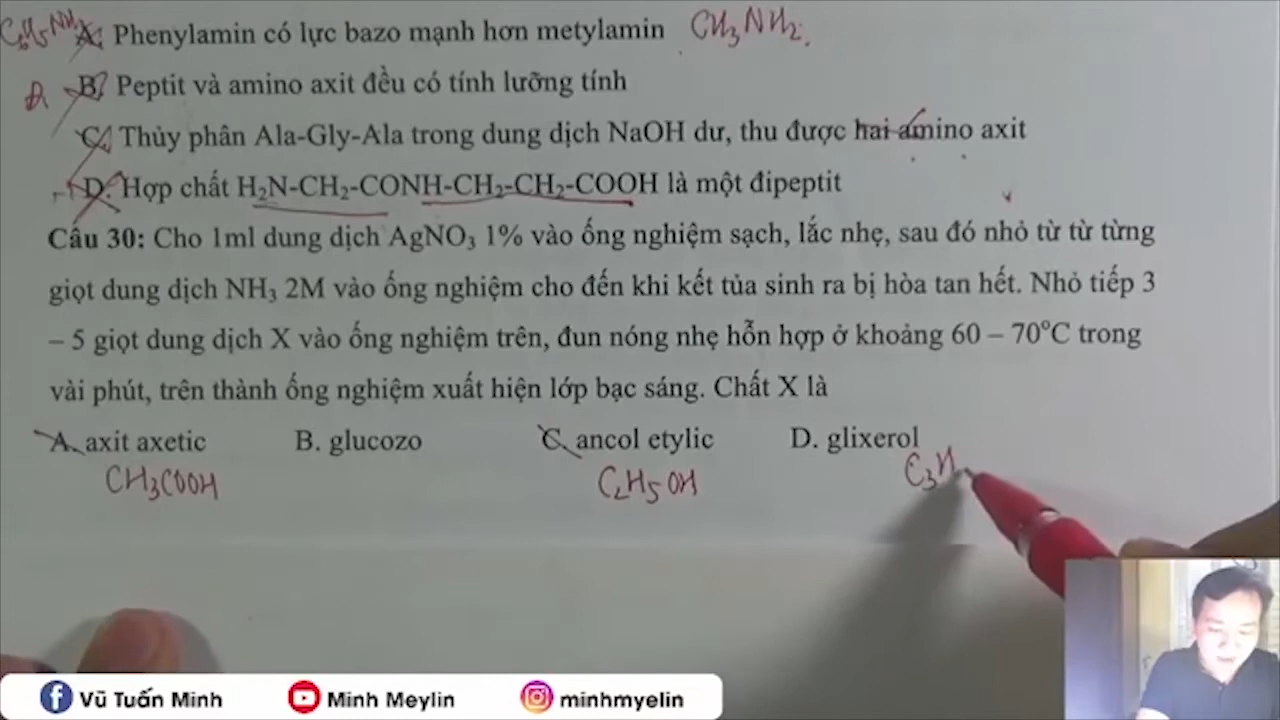 C6H5NH2 A. Phenylamin có lực bazo mạnh hơn metylamin CH3NH2.
B. Peptit và amino axit đều có tính lưỡng tính
C. Thủy phân Ala-Gly-Ala trong dung dịch NaOH dư, thu được hai amino axit
D. Hợp chất H₂N-CH₂-CONH-CH₂-CH₂-COOH là một đipeptit
Câu 30: Cho 1ml dung dịch AgNO₃ 1% vào ống nghiệm sạch, lắc nhẹ, sau đó nhỏ từ từ từng
giọt dung dịch NH₃ 2M vào ống nghiệm cho đến khi kết tủa sinh ra bị hòa tan hết. Nhỏ tiếp 3
– 5 giọt dung dịch X vào ống nghiệm trên, đun nóng nhẹ hỗn hợp ở khoảng 60 – 70°C trong
vài phút, trên thành ống nghiệm xuất hiện lớp bạc sáng. Chất X là
A. axit axetic B. glucozo C. ancol etylic D. glixerol
CH3COOH C2H5OH C3H
Vũ Tuấn Minh Minh Meylin minhmyelin